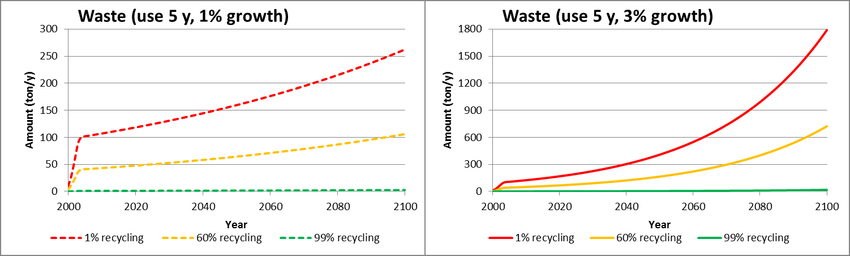 Waste (use 5 y, 1% growth)
300
250
200
150
100
50
0
Amount (ton/y)
2000 2020 2040 2060 2080 2100
Year
1% recycling 60% recycling 99% recycling
Waste (use 5 y, 3% growth)
1800
1500
1200
900
600
300
0
Amount (ton/y)
2000 2020 2040 2060 2080 2100
Year
1% recycling 60% recycling 99% recycling